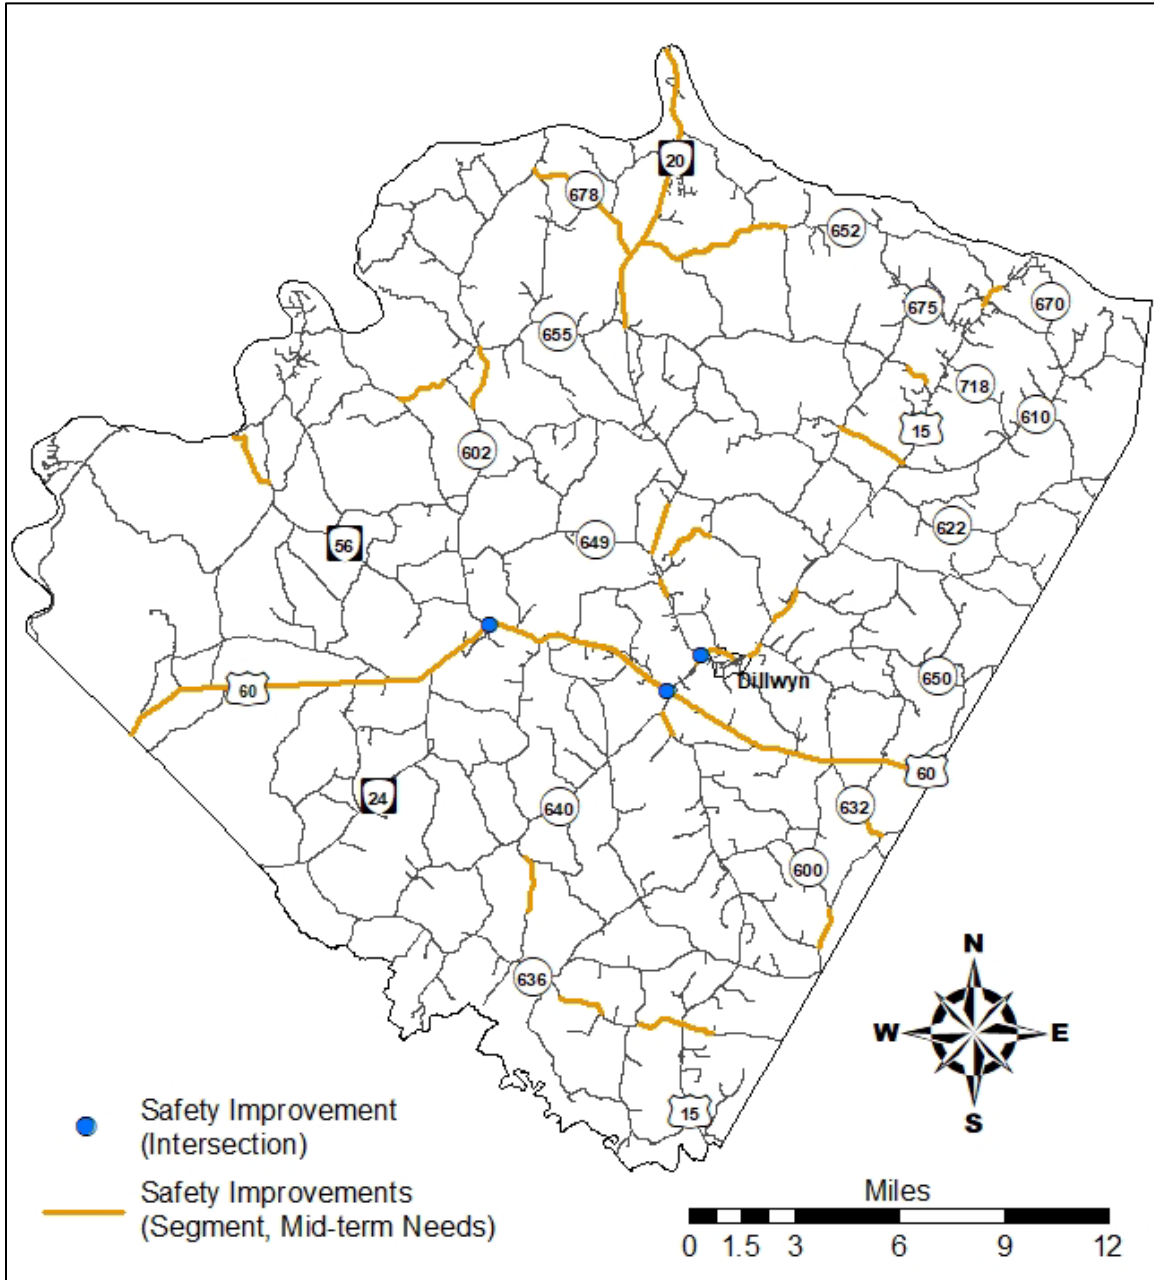 20
678
652
675
670
655
718
610
15
602
622
56
649
650
Dillwyn
60
60
24
640
632
600
N
636
W
E
S
15
Safety Improvement
(Intersection)
Safety Improvements
(Segment, Mid-term Needs)
Miles
0 1.5 3 6 9 12